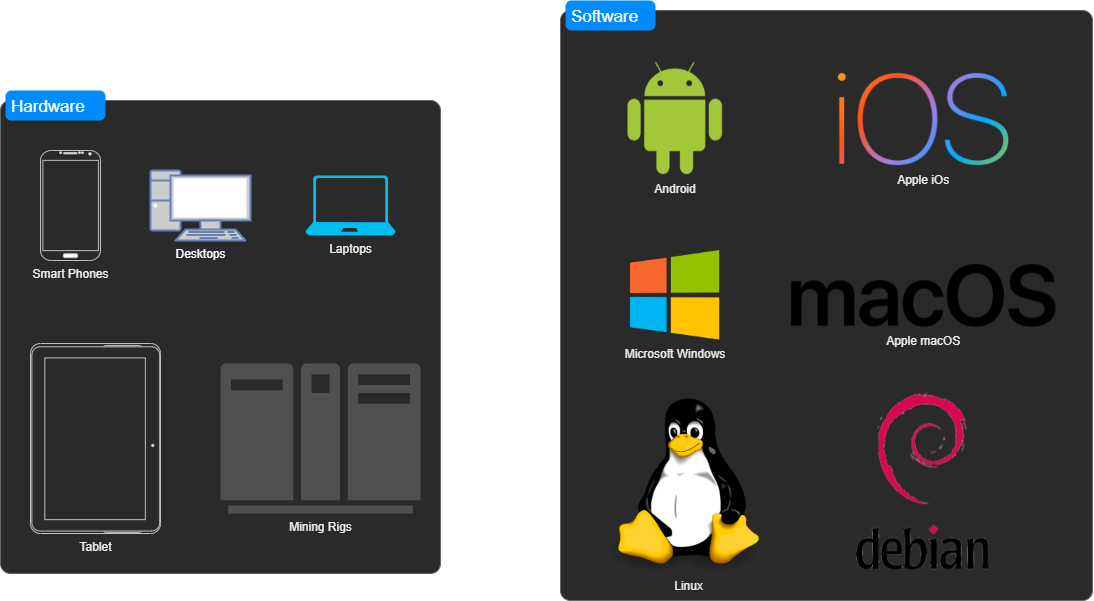 Hardware
Smart Phones
Desktops
Laptops
Tablet
Mining Rigs
Software
Android
iOS
Apple iOs
Microsoft Windows
macOS
Apple macOS
Linux
debian